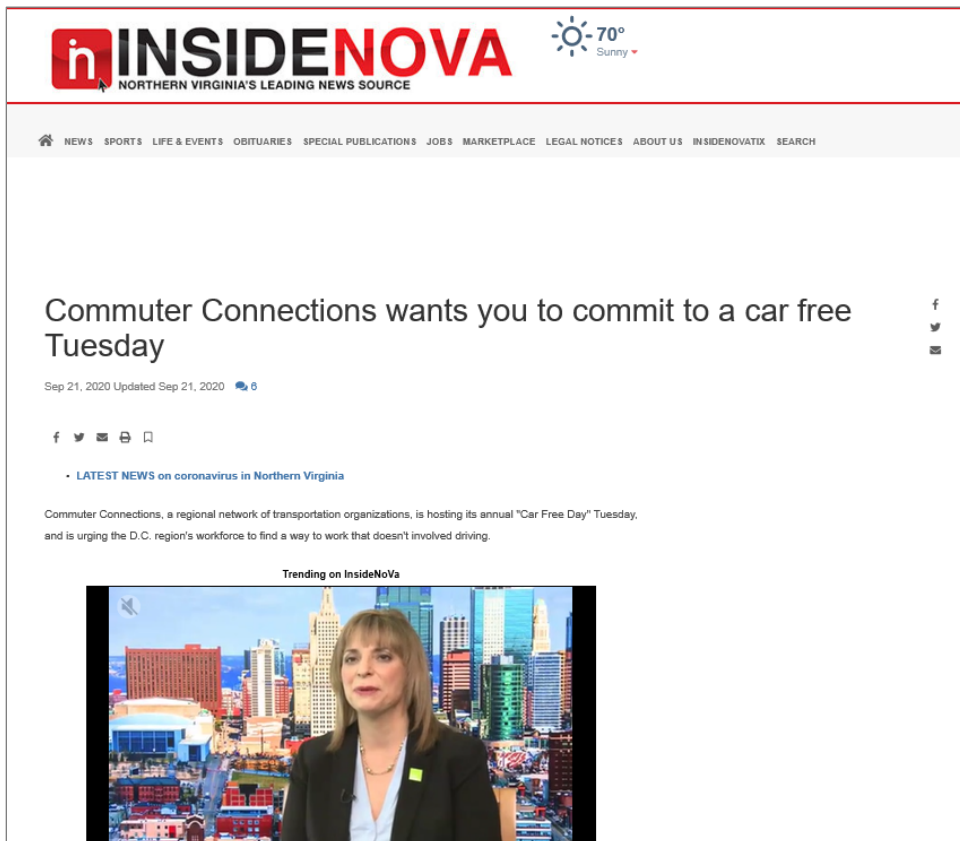 in INSIDENOVA
NORTHERN VIRGINIA'S LEADING NEWS SOURCE
70°
Sunny
NEWS SPORTS LIFE & EVENTS OBITUARIES SPECIAL PUBLICATIONS JOBS MARKETPLACE LEGAL NOTICES ABOUT US INSIDENOVATIX SEARCH
Commuter Connections wants you to commit to a car free
Tuesday
Sep 21, 2020 Updated Sep 21, 2020 6
• LATEST NEWS on coronavirus in Northern Virginia
Commuter Connections, a regional network of transportation organizations, is hosting its annual "Car Free Day" Tuesday,
and is urging the D.C. region's workforce to find a way to work that doesn't involved driving.
Trending on InsideNoVa